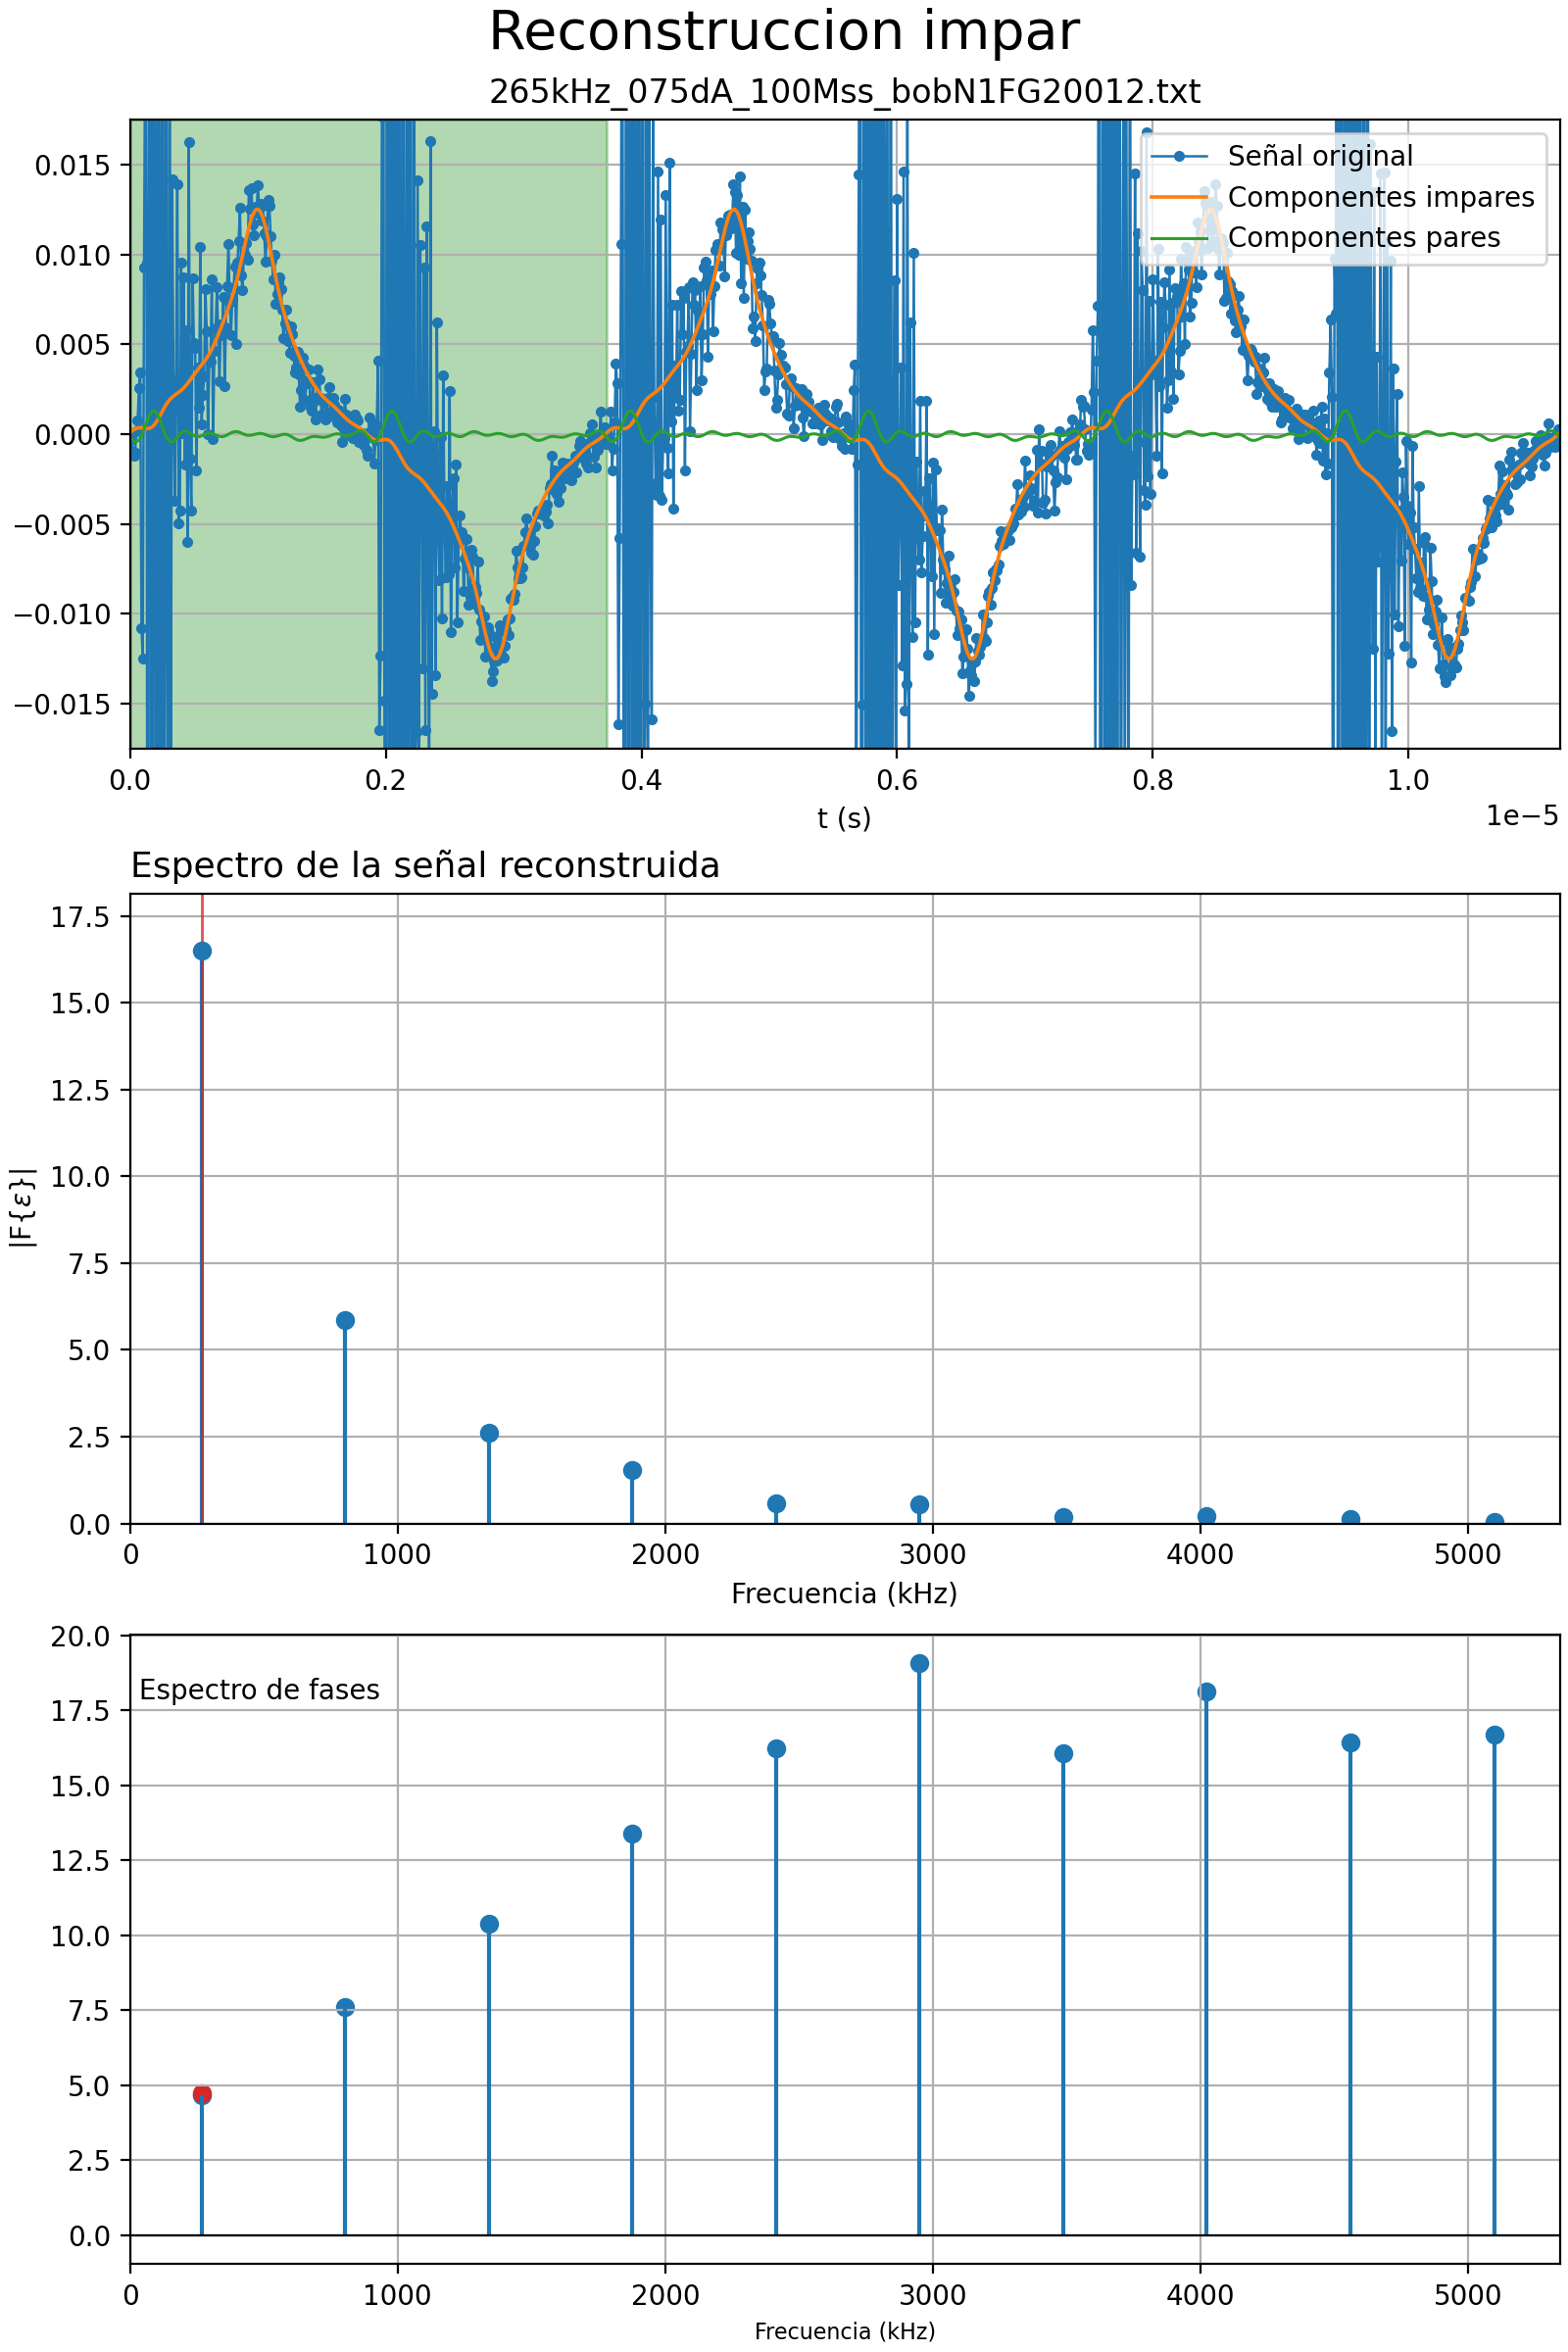 Reconstruccion impar
265kHz_075dA_100Mss_bobN1FG20012.txt
0.015
0.010
0.005
0.000
−0.005
−0.010
−0.015
Señal original
Componentes impares
Componentes pares
0.0 0.2 0.4 0.6 0.8 1.0
1e−5
t (s)
Espectro de la señal reconstruida
17.5
15.0
12.5
10.0
7.5
5.0
2.5
0.0
|F{ε}|
0 1000 2000 3000 4000 5000
Frecuencia (kHz)
20.0
17.5
15.0
12.5
10.0
7.5
5.0
2.5
0.0
Espectro de fases
0 1000 2000 3000 4000 5000
Frecuencia (kHz)